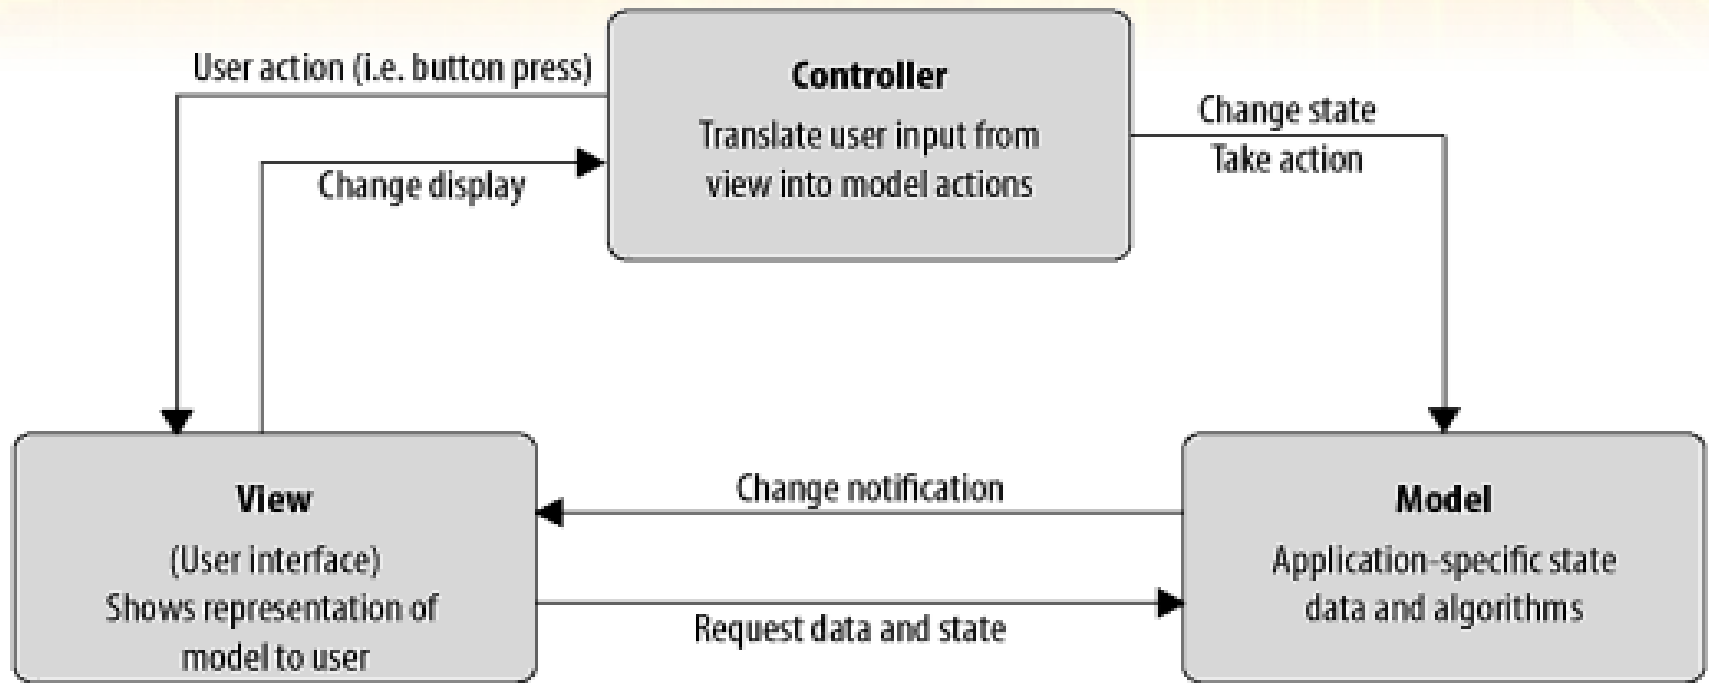 User action (i.e. button press)
Change display
Controller
Translate user input from
view into model actions
Change state
Take action
View
(User interface)
Shows representation of
model to user
Change notification
Request data and state
Model
Application-specific state
data and algorithms